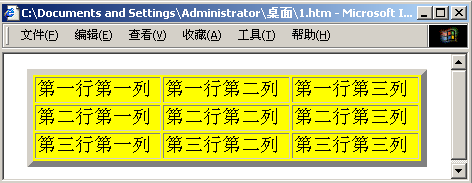 C:\Documents and Settings\Administrator\桌面\1.htm - Microsoft I...
文件(F) 编辑(E) 查看(V) 收藏(A) 工具(T) 帮助(H)
第一行第一列 第一行第二列 第一行第三列
第二行第一列 第二行第二列 第二行第三列
第三行第一列 第三行第二列 第三行第三列